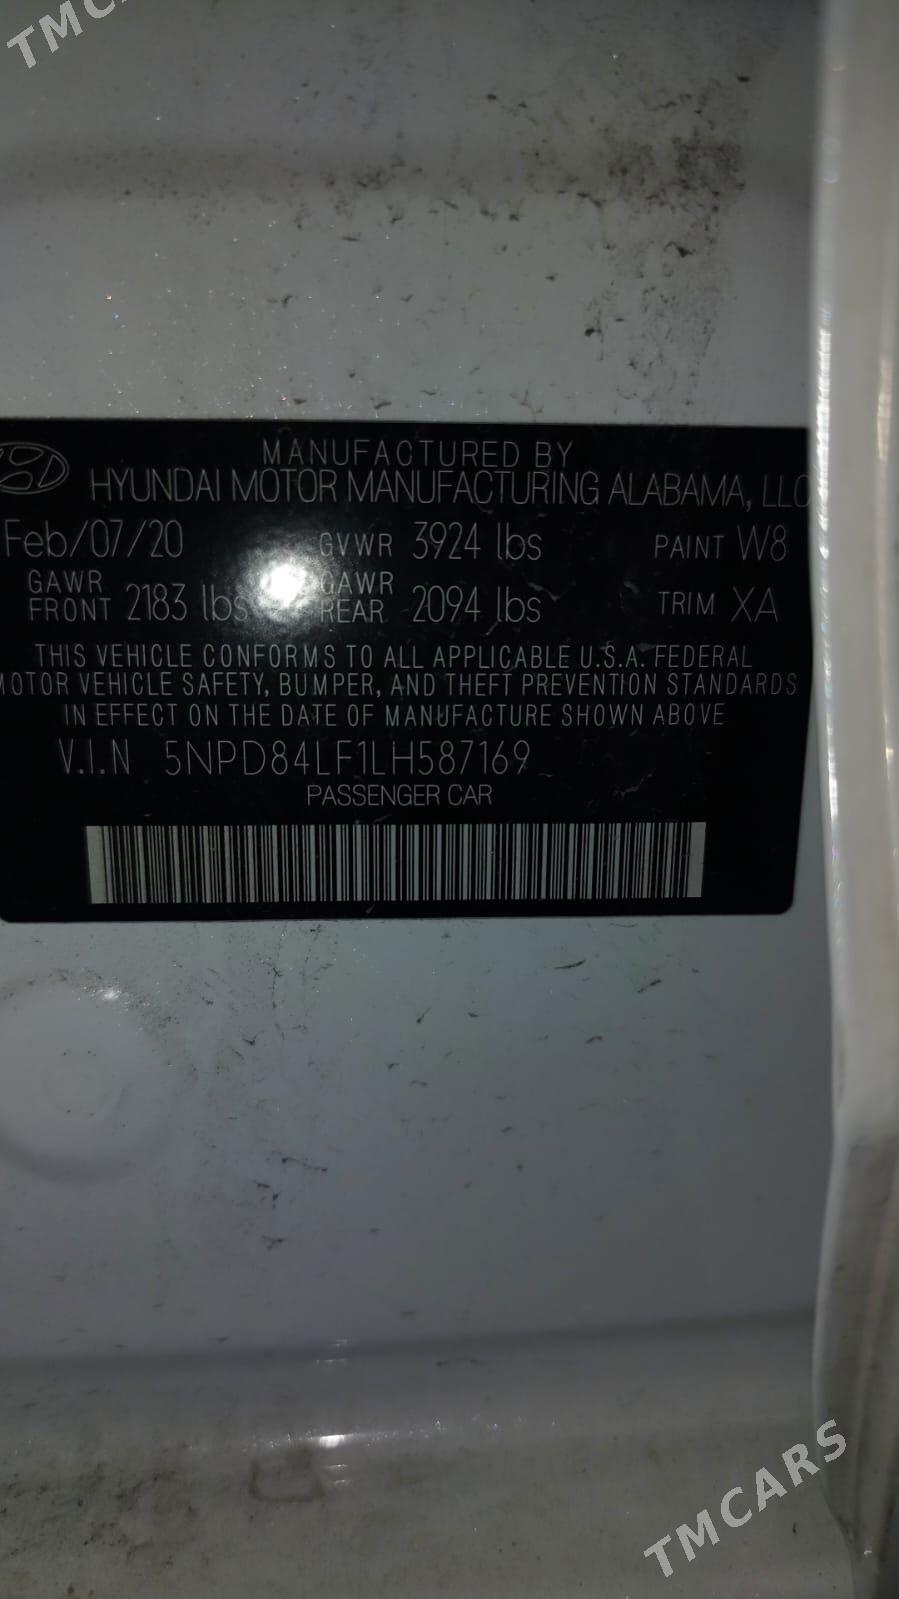 TMC
MANUFACTURED BY
HYUNDAI MOTOR MANUFACTURING ALABAMA, LLC
Feb/07/20 GVWR 3924 lbs PAINT W8
GAWR FRONT 2183 lbs GAWR REAR 2094 lbs TRIM XA
THIS VEHICLE CONFORMS TO ALL APPLICABLE U.S.A. FEDERAL
MOTOR VEHICLE SAFETY, BUMPER, AND THEFT PREVENTION STANDARDS
IN EFFECT ON THE DATE OF MANUFACTURE SHOWN ABOVE
V.I.N 5NPD84LF1LH587169
PASSENGER CAR
TMCARS